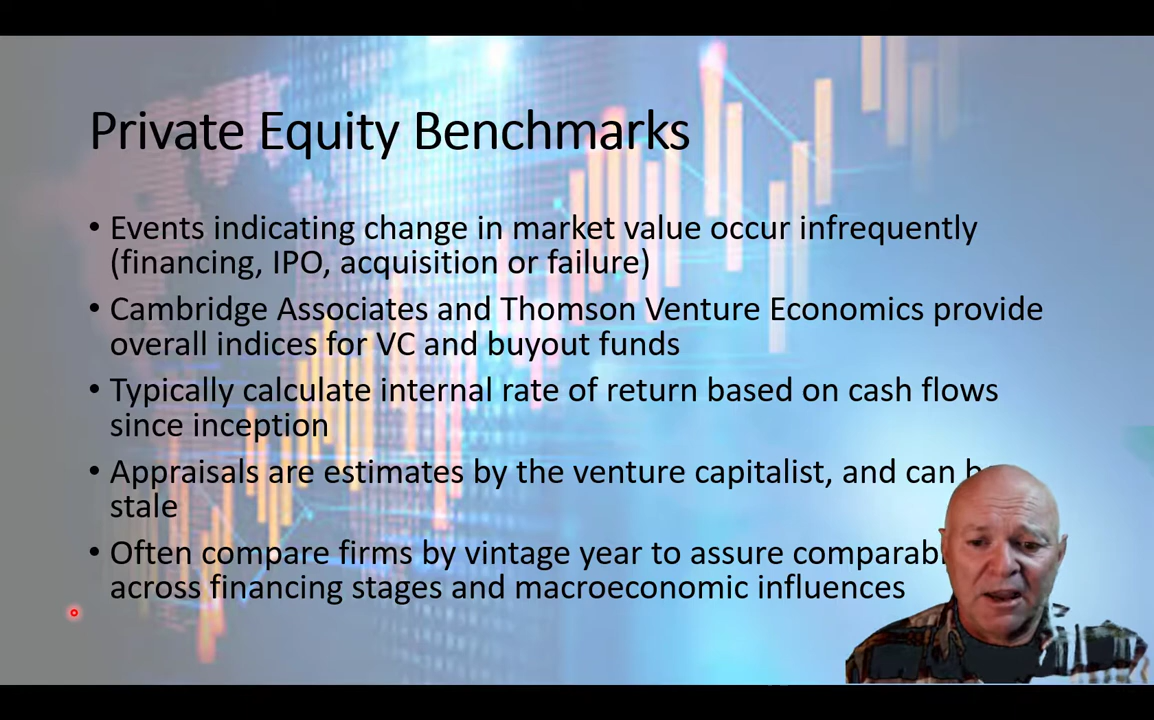 Private Equity Benchmarks
• Events indicating change in market value occur infrequently
(financing, IPO, acquisition or failure)
• Cambridge Associates and Thomson Venture Economics provide
overall indices for VC and buyout funds
• Typically calculate internal rate of return based on cash flows
since inception
• Appraisals are estimates by the venture capitalist, and can
stale
• Often compare firms by vintage year to assure
across financing stages and macroeconomic influences